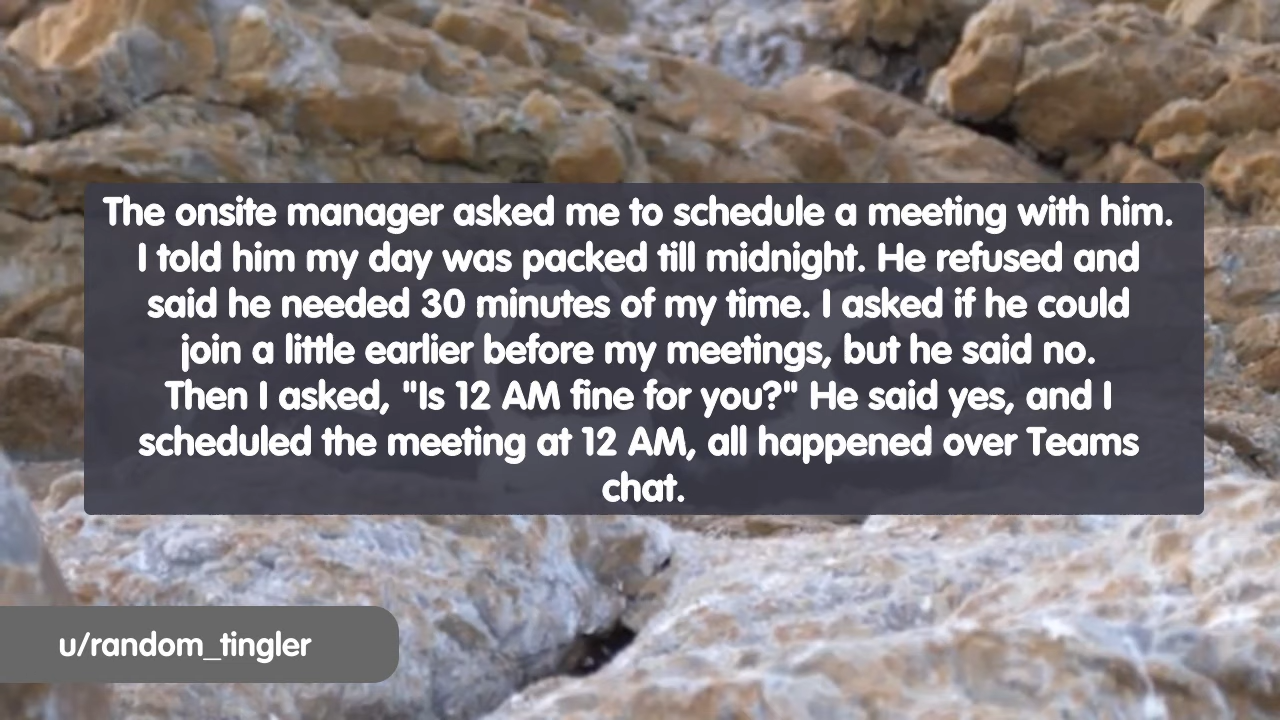 The onsite manager asked me to schedule a meeting with him.
I told him my day was packed till midnight. He refused and
said he needed 30 minutes of my time. I asked if he could
join a little earlier before my meetings, but he said no.
Then I asked, "Is 12 AM fine for you?" He said yes, and I
scheduled the meeting at 12 AM, all happened over Teams
chat.
u/random_tingler